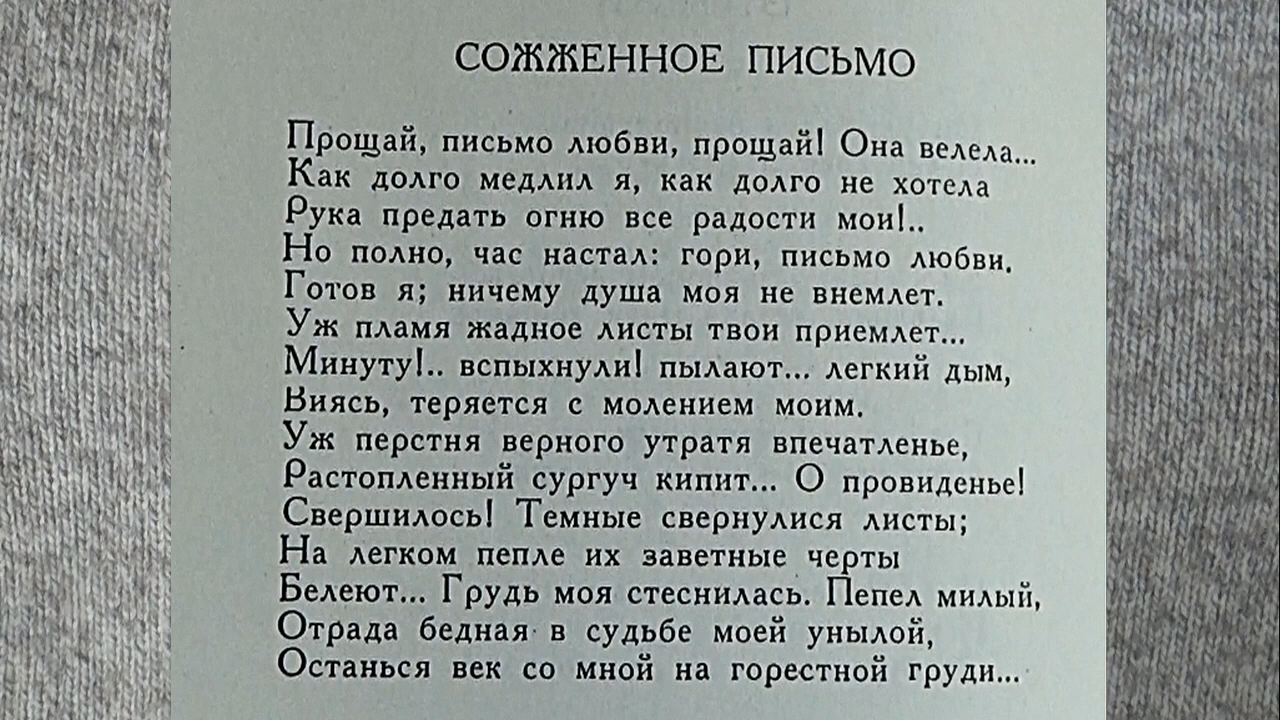 СОЖЖЕННОЕ ПИСЬМО
Прощай, письмо любви, прощай! Она велела...
Как долго медлил я, как долго не хотела
Рука предать огню все радости мои!..
Но полно, час настал: гори, письмо любви.
Готов я; ничему душа моя не внемлет.
Уж пламя жадное листы твои приемлет...
Минуту!.. вспыхнули! пылают... легкий дым,
Виясь, теряется с молением моим.
Уж перстня верного утратя впечатленье,
Растопленный сургуч кипит... О провиденье!
Свершилось! Темные свернулися листы;
На легком пепле их заветные черты
Белеют... Грудь моя стеснилась. Пепел милый,
Отрада бедная в судьбе моей унылой,
Останься век со мной на горестной груди...